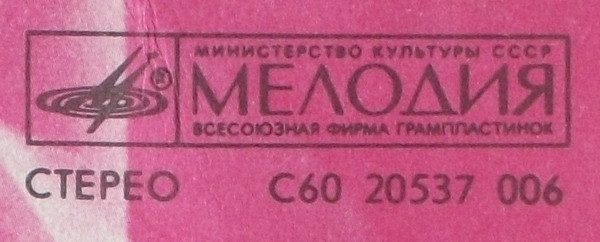 МИНИСТЕРСТВО КУЛЬТУРЫ СССР
® МЕЛОДИЯ
ВСЕСОЮЗНАЯ ФИРМА ГРАМПЛАСТИНОК
СТЕРЕО С60 20537 006